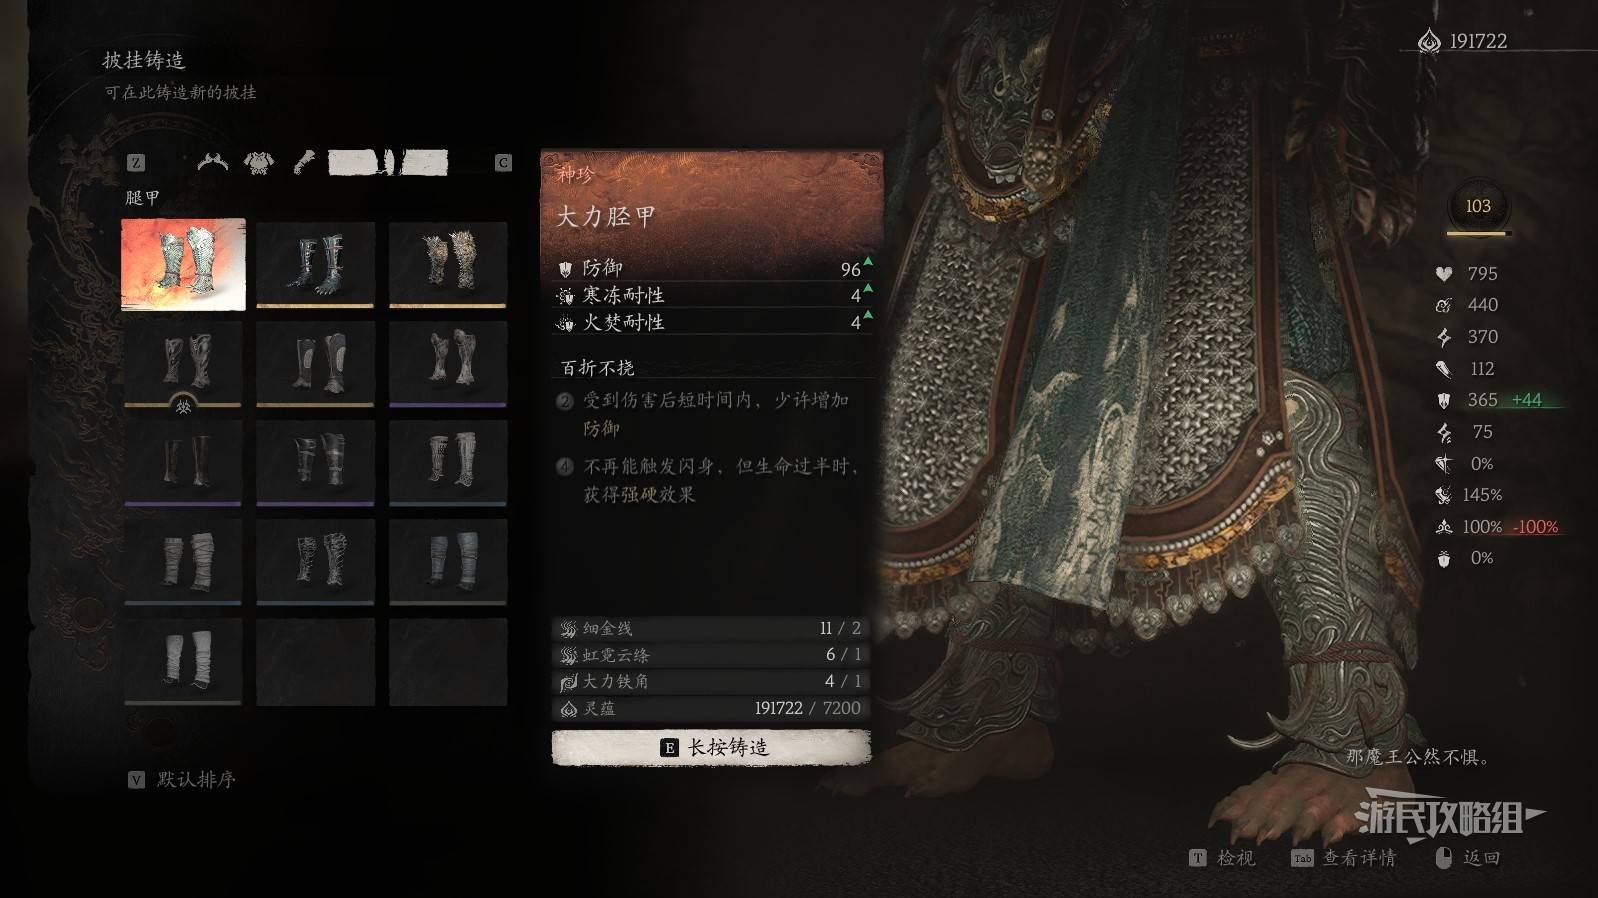 披挂铸造
可在此铸造新的披挂
191722
Z
C
腿甲
神珍
大力胫甲
防御 96
寒冻耐性 4
火焚耐性 4
百折不挠
2 受到伤害后短时间内，少许增加
防御
4 不再能触发闪身，但生命过半时，
获得强硬效果
细金线 11 / 2
虹霓云绦 6 / 1
大力铁角 4 / 1
灵蕴 191722 / 7200
E 长按铸造
V 默认排序
103
795
440
370
112
365 +44
75
0%
145%
100% -100%
0%
那魔王公然不惧。
游民攻略组
T 检视 Tab 查看详情 返回